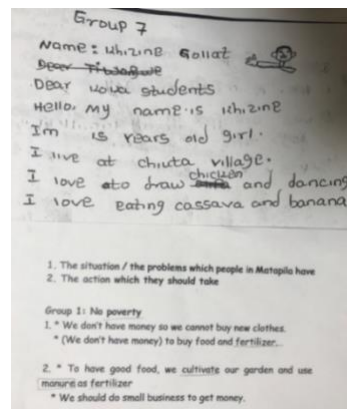 Group 7
Name: Khizine Goliat
Dear
Dear Koka students
Hello, My name is Khizine
Im 15 years old girl.
I live at chiuta village.
I love ato draw chicken and dancing
I love eating cassava and banana
1. The situation / the problems which people in Matapila have
2. The action which they should take
Group 1: No poverty
1. * We don't have money so we cannot buy new clothes.
* (We don't have money) to buy food and fertilizer.
2. * To have good food, we cultivate our garden and use
manure as fertilizer
* We should do small business to get money.